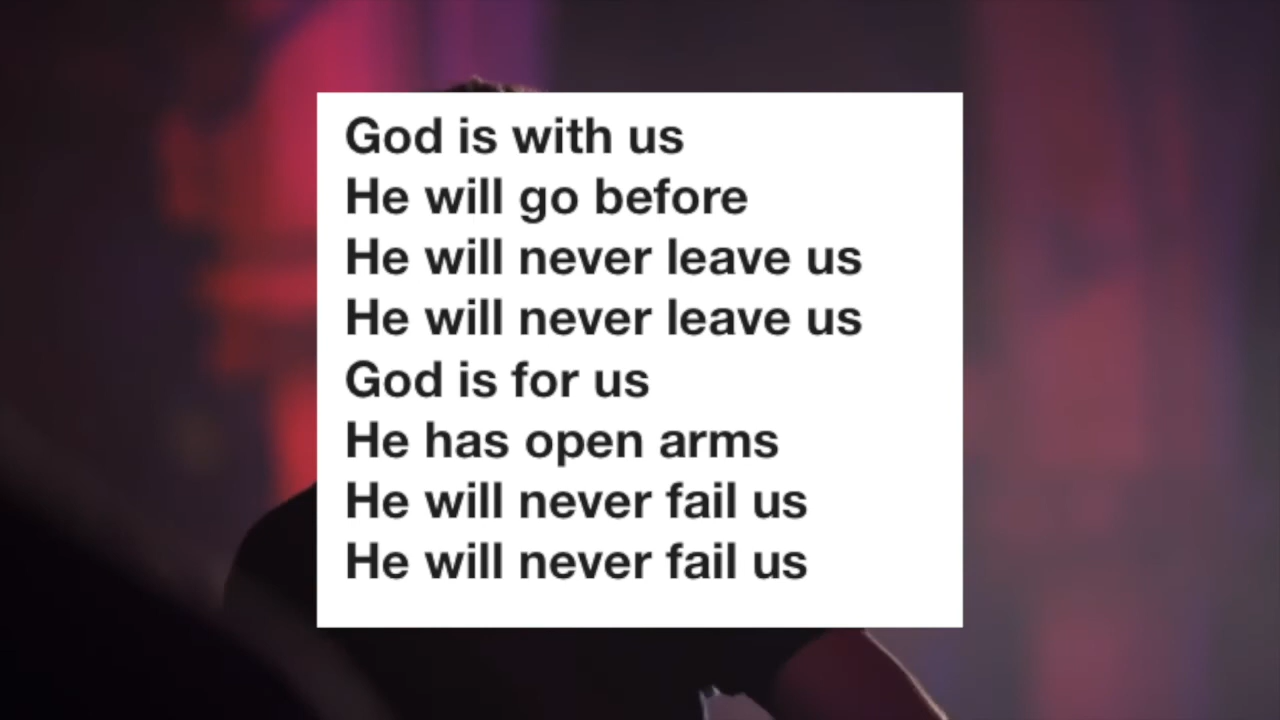 God is with us
He will go before
He will never leave us
He will never leave us
God is for us
He has open arms
He will never fail us
He will never fail us